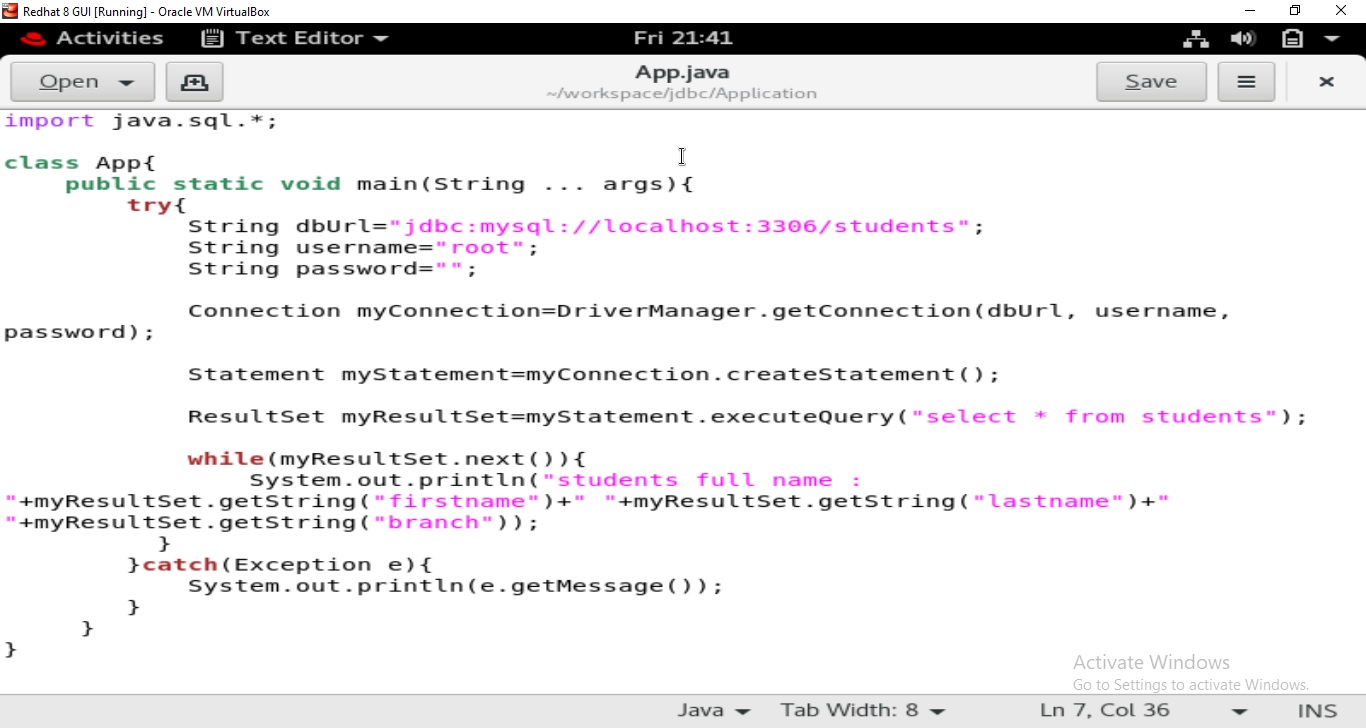 Redhat 8 GUI [Running] - Oracle VM VirtualBox
Activities Text Editor Fri 21:41
Open App.java Save
~/workspace/jdbc/Application
import java.sql.*;
class App{
public static void main(String ... args){
try{
String dbUrl="jdbc:mysql://localhost:3306/students";
String username="root";
String password="";
Connection myConnection=DriverManager.getConnection(dbUrl, username,
password);
Statement myStatement=myConnection.createStatement();
ResultSet myResultSet=myStatement.executeQuery("select * from students");
while(myResultSet.next()){
System.out.println("students full name :
"+myResultSet.getString("firstname")+" "+myResultSet.getString("lastname")+"
"+myResultSet.getString("branch"));
}
}catch(Exception e){
System.out.println(e.getMessage());
}
}
}
Activate Windows
Go to Settings to activate Windows.
Java Tab Width: 8 Ln 7, Col 36 INS